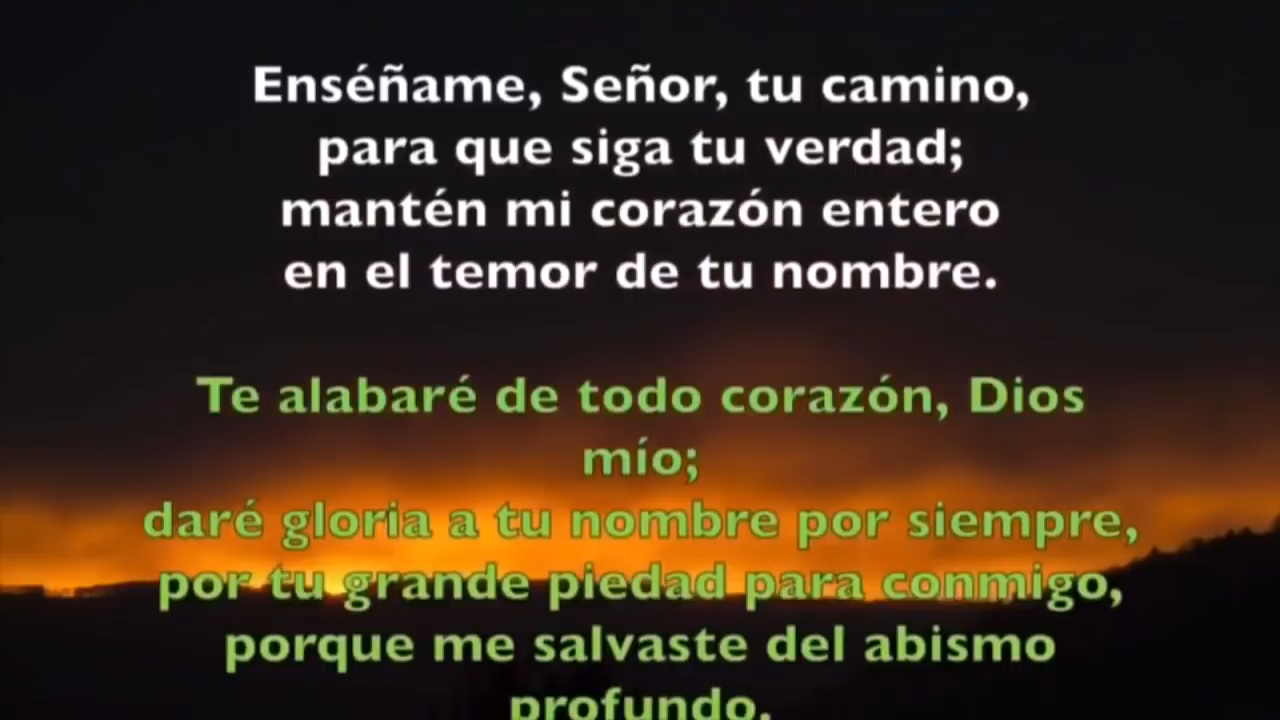 Enséñame, Señor, tu camino,
para que siga tu verdad;
mantén mi corazón entero
en el temor de tu nombre.
Te alabaré de todo corazón, Dios
mío;
daré gloria a tu nombre por siempre,
por tu grande piedad para conmigo,
porque me salvaste del abismo
profundo.